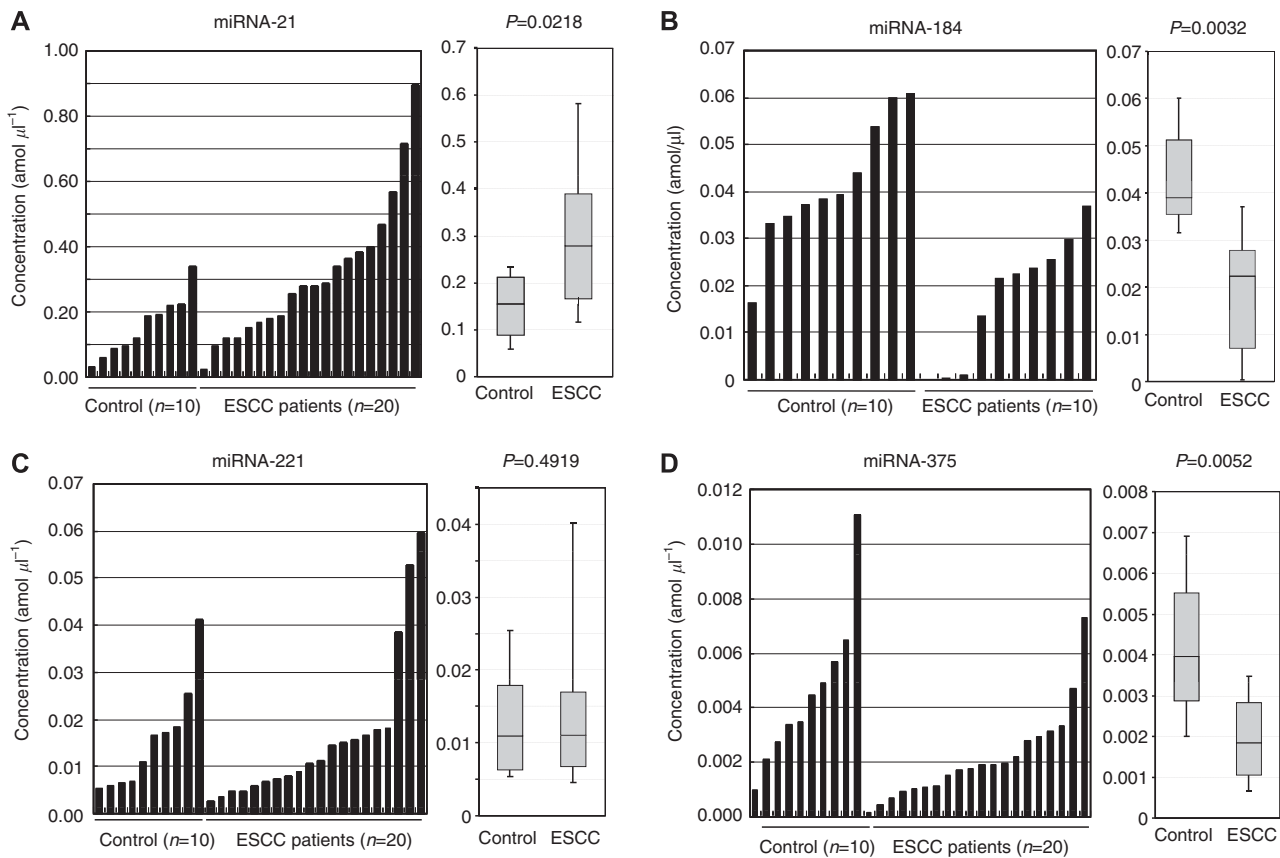 A
miRNA-21
P=0.0218
Concentration (amol μl⁻¹)
1.00
0.80
0.60
0.40
0.20
0.00
Control (n=10)
ESCC patients (n=20)
0.7
0.6
0.5
0.4
0.3
0.2
0.1
0
Control
ESCC
B
miRNA-184
P=0.0032
Concentration (amol/μl)
0.07
0.06
0.05
0.04
0.03
0.02
0.01
0
Control (n=10)
ESCC patients (n=10)
0.07
0.06
0.05
0.04
0.03
0.02
0.01
0
Control
ESCC
C
miRNA-221
P=0.4919
Concentration (amol μl⁻¹)
0.07
0.06
0.05
0.04
0.03
0.02
0.01
0.00
Control (n=10)
ESCC patients (n=20)
0.04
0.03
0.02
0.01
0
Control
ESCC
D
miRNA-375
P=0.0052
Concentration (amol μl⁻¹)
0.012
0.010
0.008
0.006
0.004
0.002
0.000
Control (n=10)
ESCC patients (n=20)
0.008
0.007
0.006
0.005
0.004
0.003
0.002
0.001
0
Control
ESCC